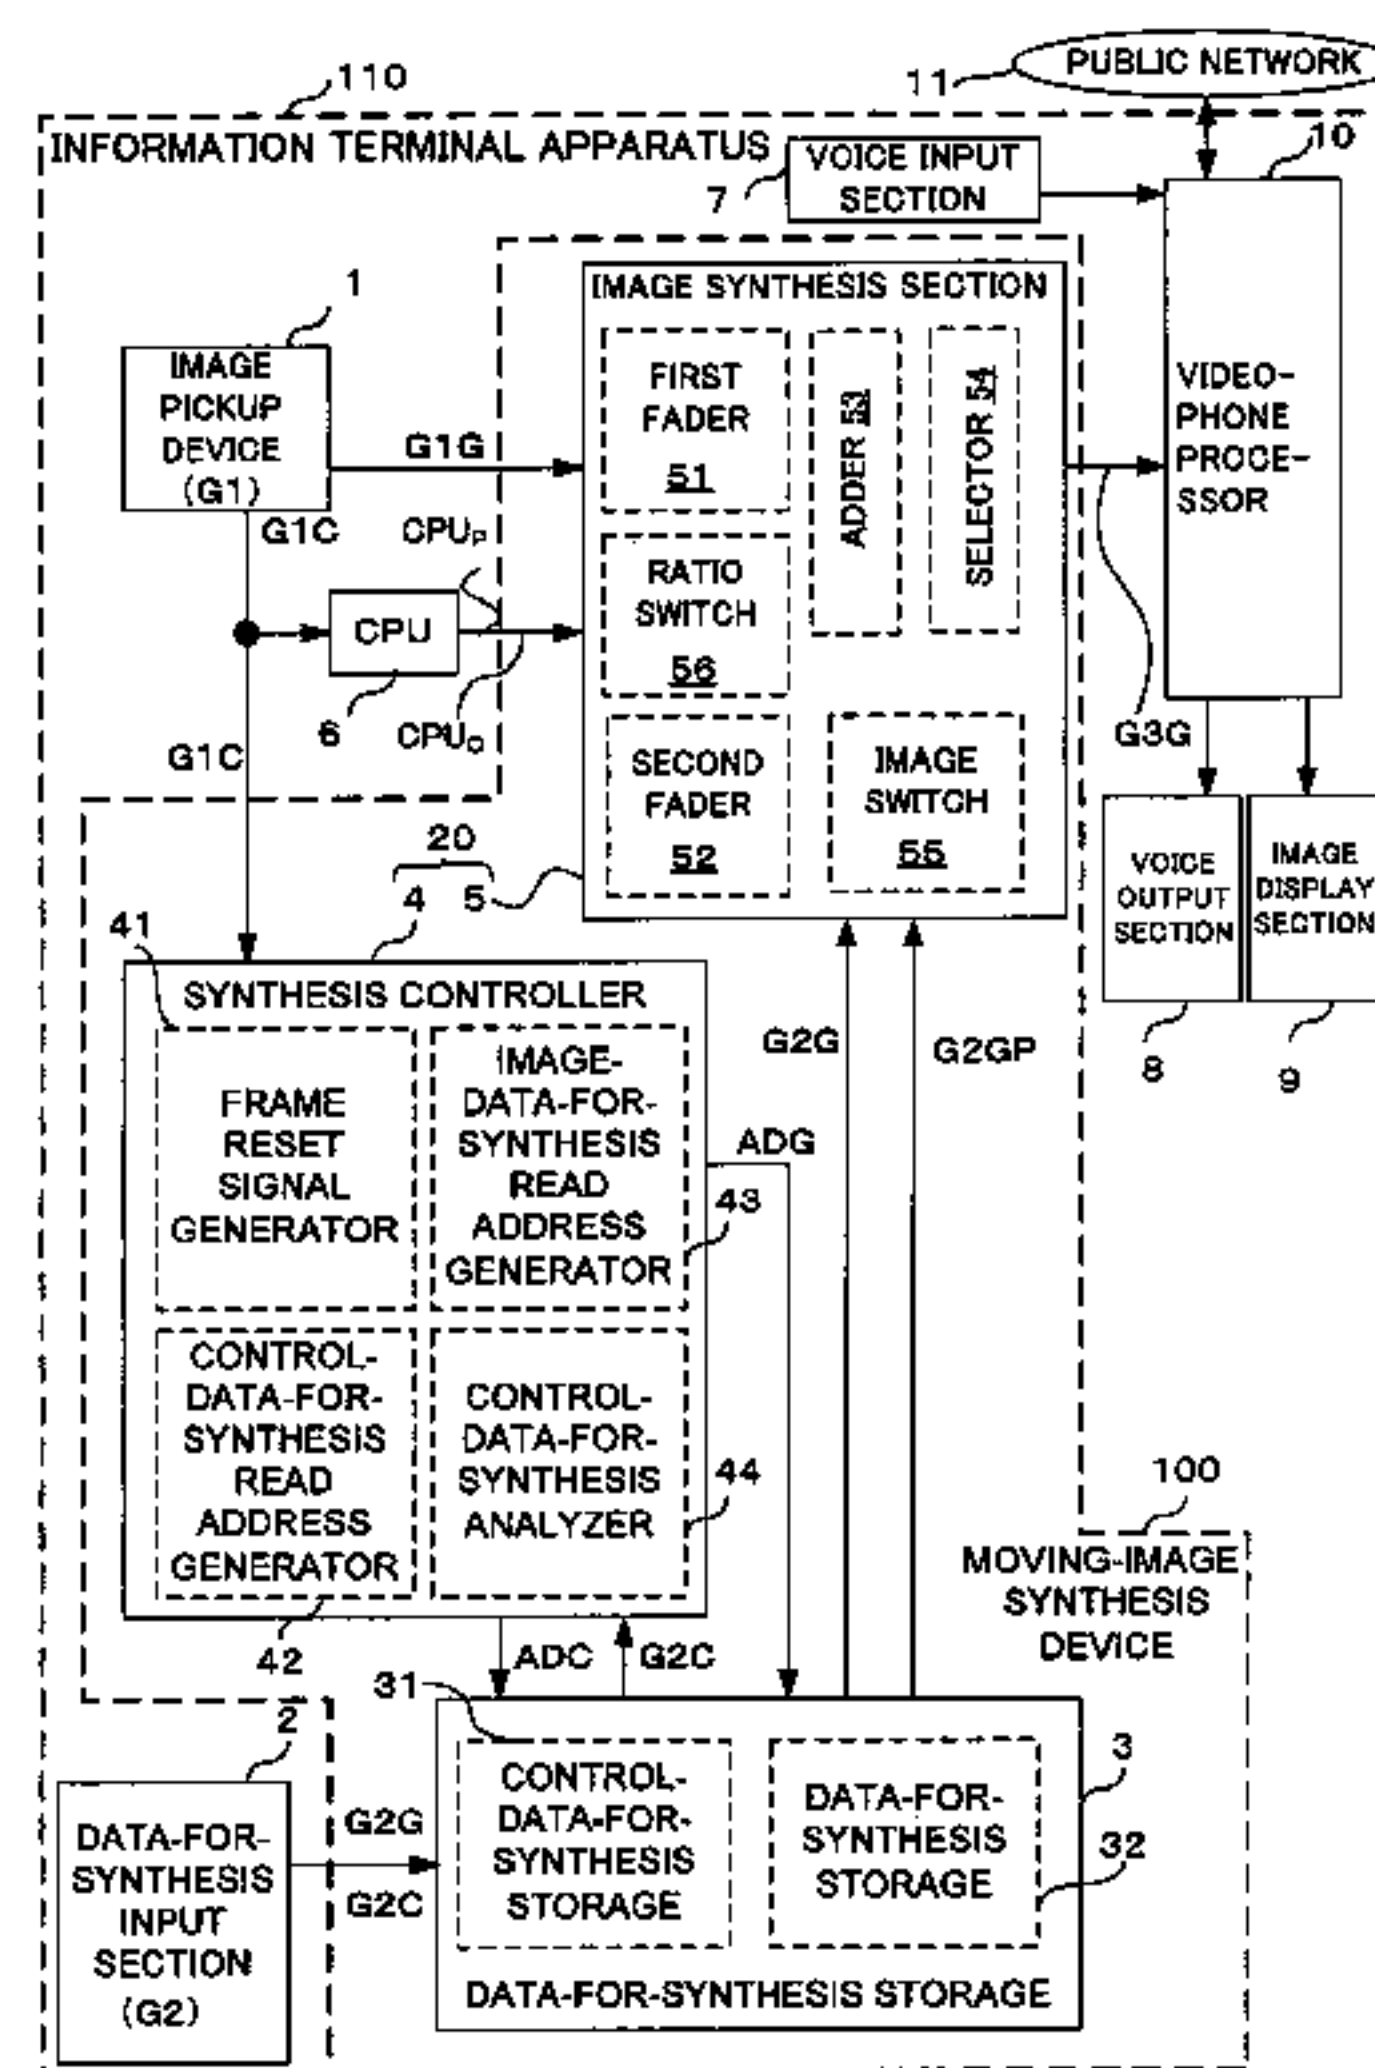 110
11
PUBLIC NETWORK
INFORMATION TERMINAL APPARATUS
10
7
VOICE INPUT
SECTION
1
IMAGE SYNTHESIS SECTION
IMAGE
PICKUP
DEVICE
(G1)
G1G
G1C
CPUP
FIRST
FADER
51
ADDER 53
SELECTOR 54
VIDEO-
PHONE
PROCE-
SSOR
RATIO
SWITCH
56
CPU
6
CPUO
G1C
G3G
SECOND
FADER
52
IMAGE
SWITCH
55
20
4 5
VOICE
OUTPUT
SECTION
IMAGE
DISPLAY
SECTION
8
9
41
SYNTHESIS CONTROLLER
FRAME
RESET
SIGNAL
GENERATOR
IMAGE-
DATA-FOR-
SYNTHESIS
READ
ADDRESS
GENERATOR
43
ADG
G2G
G2GP
CONTROL-
DATA-FOR-
SYNTHESIS
READ
ADDRESS
GENERATOR
42
CONTROL-
DATA-FOR-
SYNTHESIS
ANALYZER
44
100
MOVING-IMAGE
SYNTHESIS
DEVICE
ADC
G2C
31
2
3
DATA-FOR-
SYNTHESIS
INPUT
SECTION
(G2)
G2G
G2C
CONTROL-
DATA-FOR-
SYNTHESIS
STORAGE
DATA-FOR-
SYNTHESIS
STORAGE
32
DATA-FOR-SYNTHESIS STORAGE